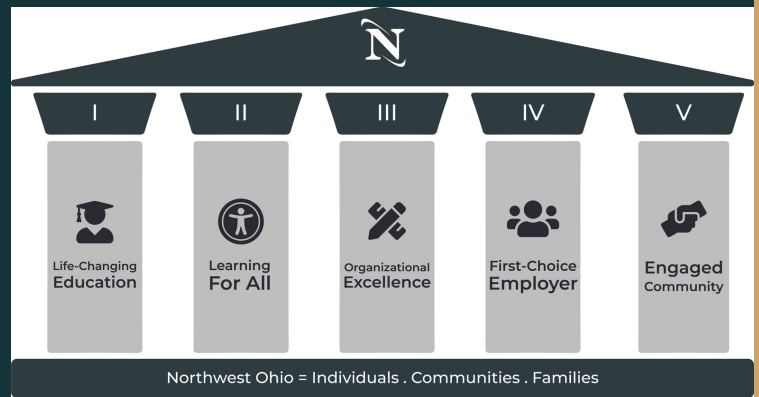 N
I
II
III
IV
V
Life-Changing
Education
Learning
For All
Organizational
Excellence
First-Choice
Employer
Engaged
Community
Northwest Ohio = Individuals . Communities . Families